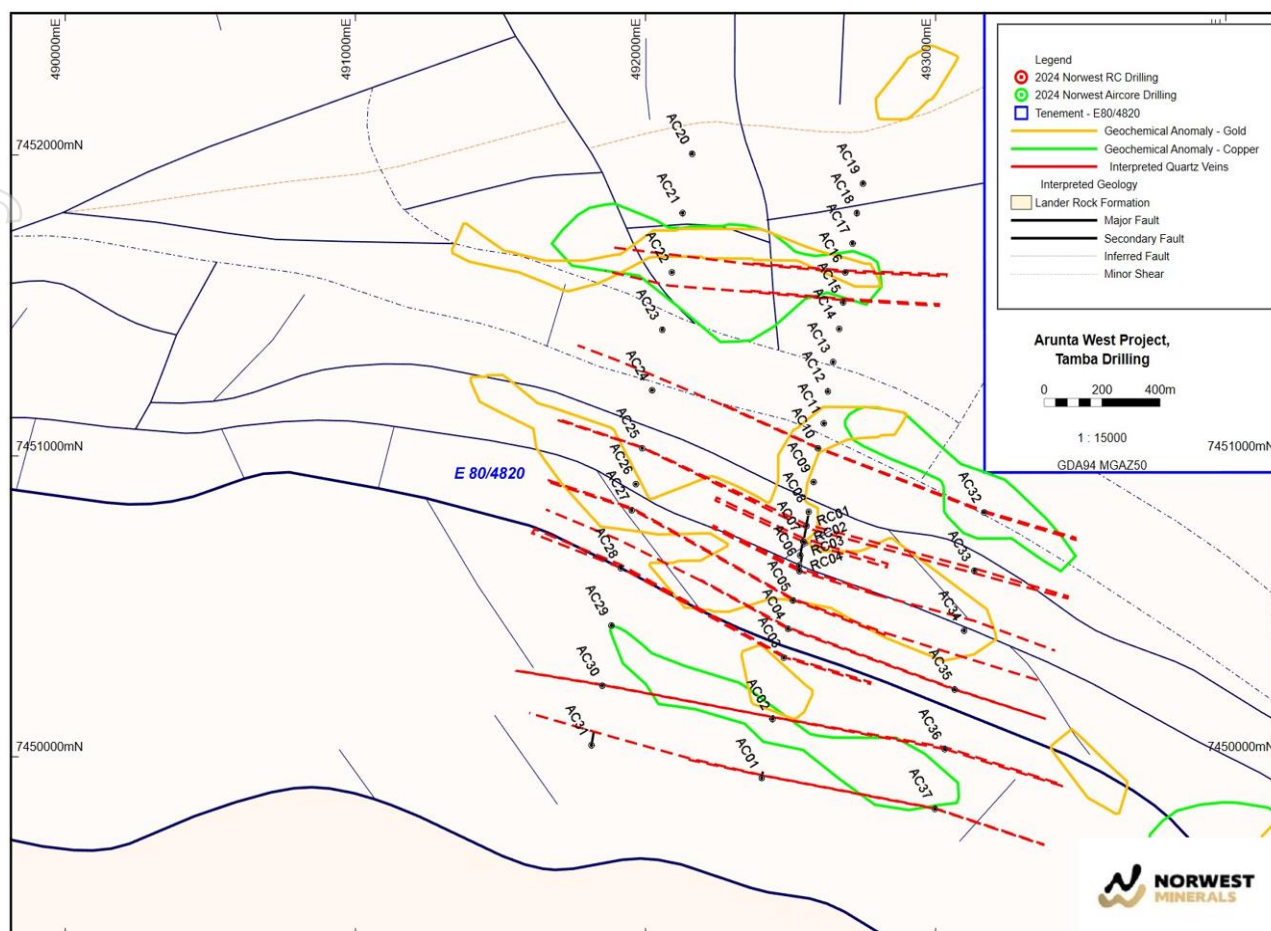 490000mE
491000mE
492000mE
493000mE
7452000mN
7451000mN
7451000mN
7450000mN
7450000mN
Legend
2024 Norwest RC Drilling
2024 Norwest Aircore Drilling
Tenement - E80/4820
Geochemical Anomaly - Gold
Geochemical Anomaly - Copper
Interpreted Quartz Veins
Interpreted Geology
Lander Rock Formation
Major Fault
Secondary Fault
Inferred Fault
Minor Shear
Arunta West Project,
Tamba Drilling
0 200 400m
1 : 15000
GDA94 MGAZ50
E 80/4820
AC20
AC21
AC22
AC23
AC24
AC25
AC26
AC27
AC28
AC29
AC30
AC31
AC19
AC18
AC17
AC16
AC15
AC14
AC13
AC12
AC11
AC10
AC09
AC08
AC07
AC06
AC05
AC04
AC03
AC02
AC01
RC01
RC02
RC03
RC04
AC32
AC33
AC34
AC35
AC36
AC37
NORWEST
MINERALS